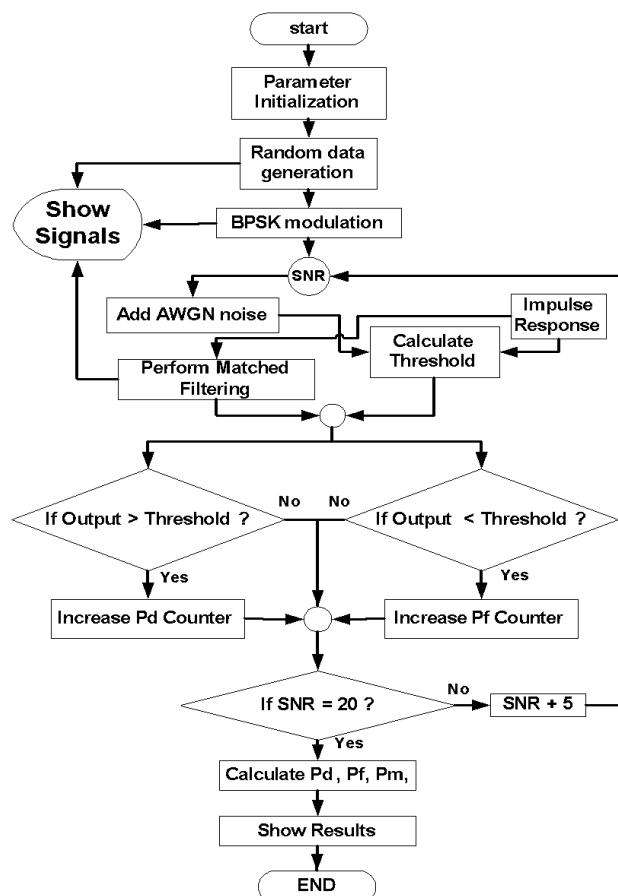 start
Parameter
Initialization
Random data
generation
Show
Signals
BPSK modulation
SNR
Add AWGN noise
Impulse
Response
Calculate
Threshold
Perform Matched
Filtering
If Output > Threshold ?
No
No
If Output < Threshold ?
Yes
Yes
Increase Pd Counter
Increase Pf Counter
If SNR = 20 ?
No
SNR + 5
Yes
Calculate Pd , Pf, Pm,
Show Results
END